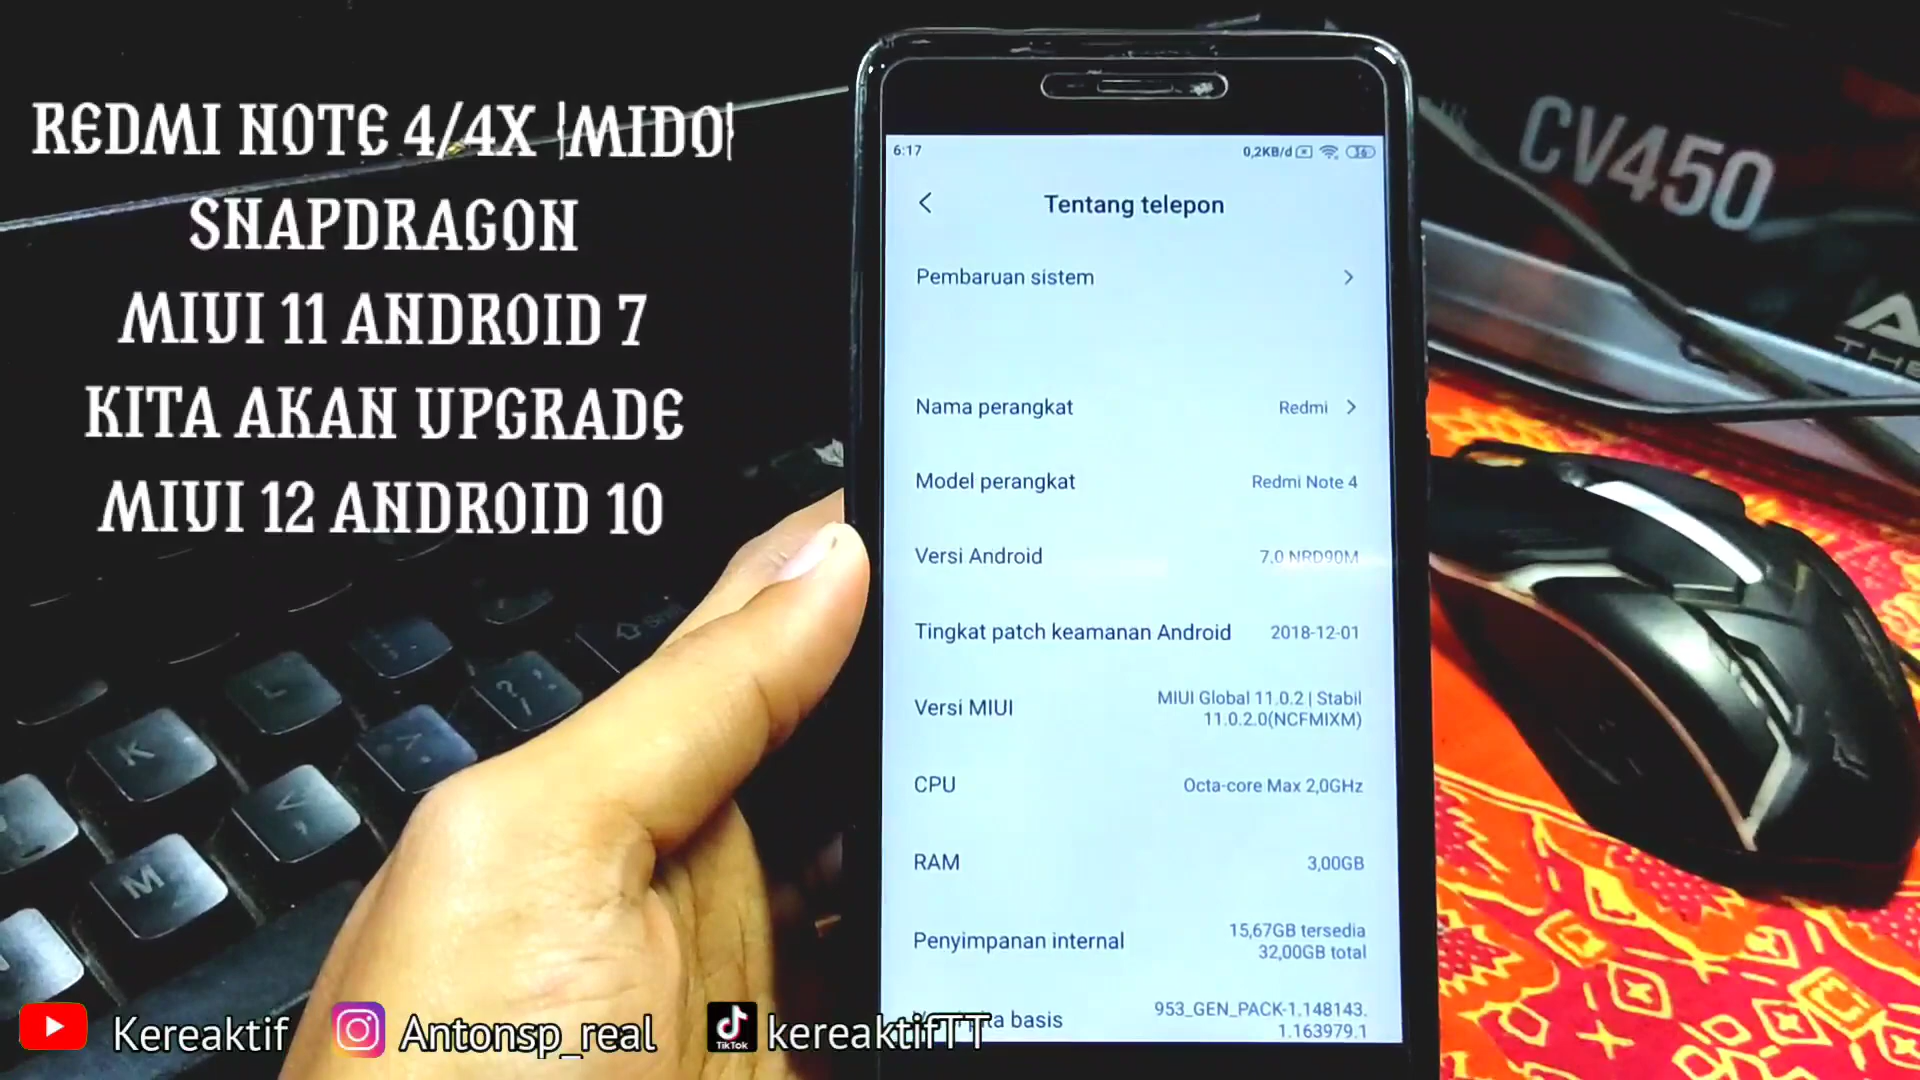 REDMI NOTE 4/4X {MIDO}
SNAPDRAGON
MIUI 11 ANDROID 7
KITA AKAN UPGRADE
MIUI 12 ANDROID 10
6:17
0,2KB/d
16
Tentang telepon
Pembaruan sistem
Nama perangkat
Redmi
Model perangkat
Redmi Note 4
Versi Android
7.0 NRD90M
Tingkat patch keamanan Android
2018-12-01
Versi MIUI
MIUI Global 11.0.2 | Stabil
11.0.2.0(NCFMIXM)
CPU
Octa-core Max 2,0GHz
RAM
3,00GB
Penyimpanan internal
15,67GB tersedia
32,00GB total
basis
953_GEN_PACK-1.148143.
1.163979.1
CV450
THE
K
L
M
V
Kereaktif
Antonsp_real
TikTok
kereaktifTT